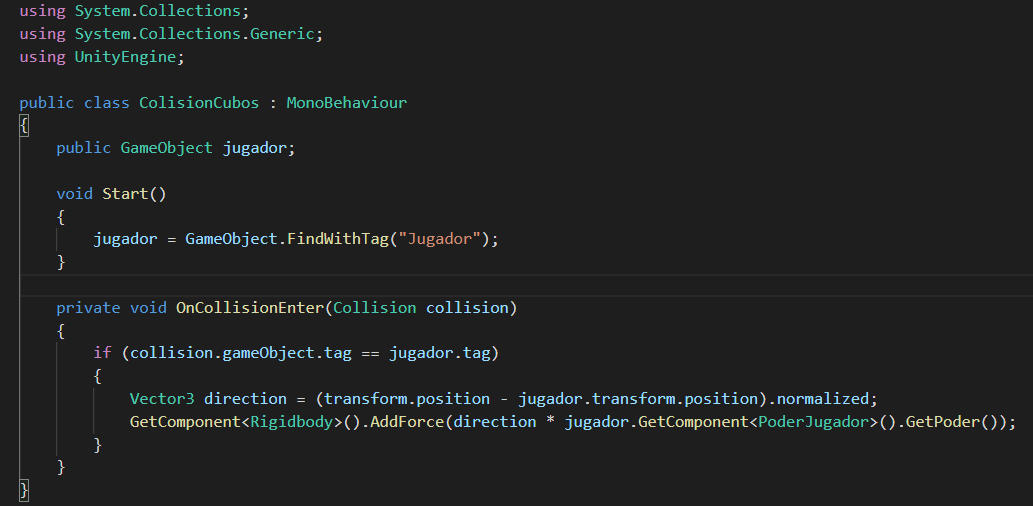 using System.Collections;
using System.Collections.Generic;
using UnityEngine;

public class ColisionCubos : MonoBehaviour
{
    public GameObject jugador;

    void Start()
    {
        jugador = GameObject.FindWithTag("Jugador");
    }

    private void OnCollisionEnter(Collision collision)
    {
        if (collision.gameObject.tag == jugador.tag)
        {
            Vector3 direction = (transform.position - jugador.transform.position).normalized;
            GetComponent<Rigidbody>().AddForce(direction * jugador.GetComponent<PoderJugador>().GetPoder());
        }
    }
}